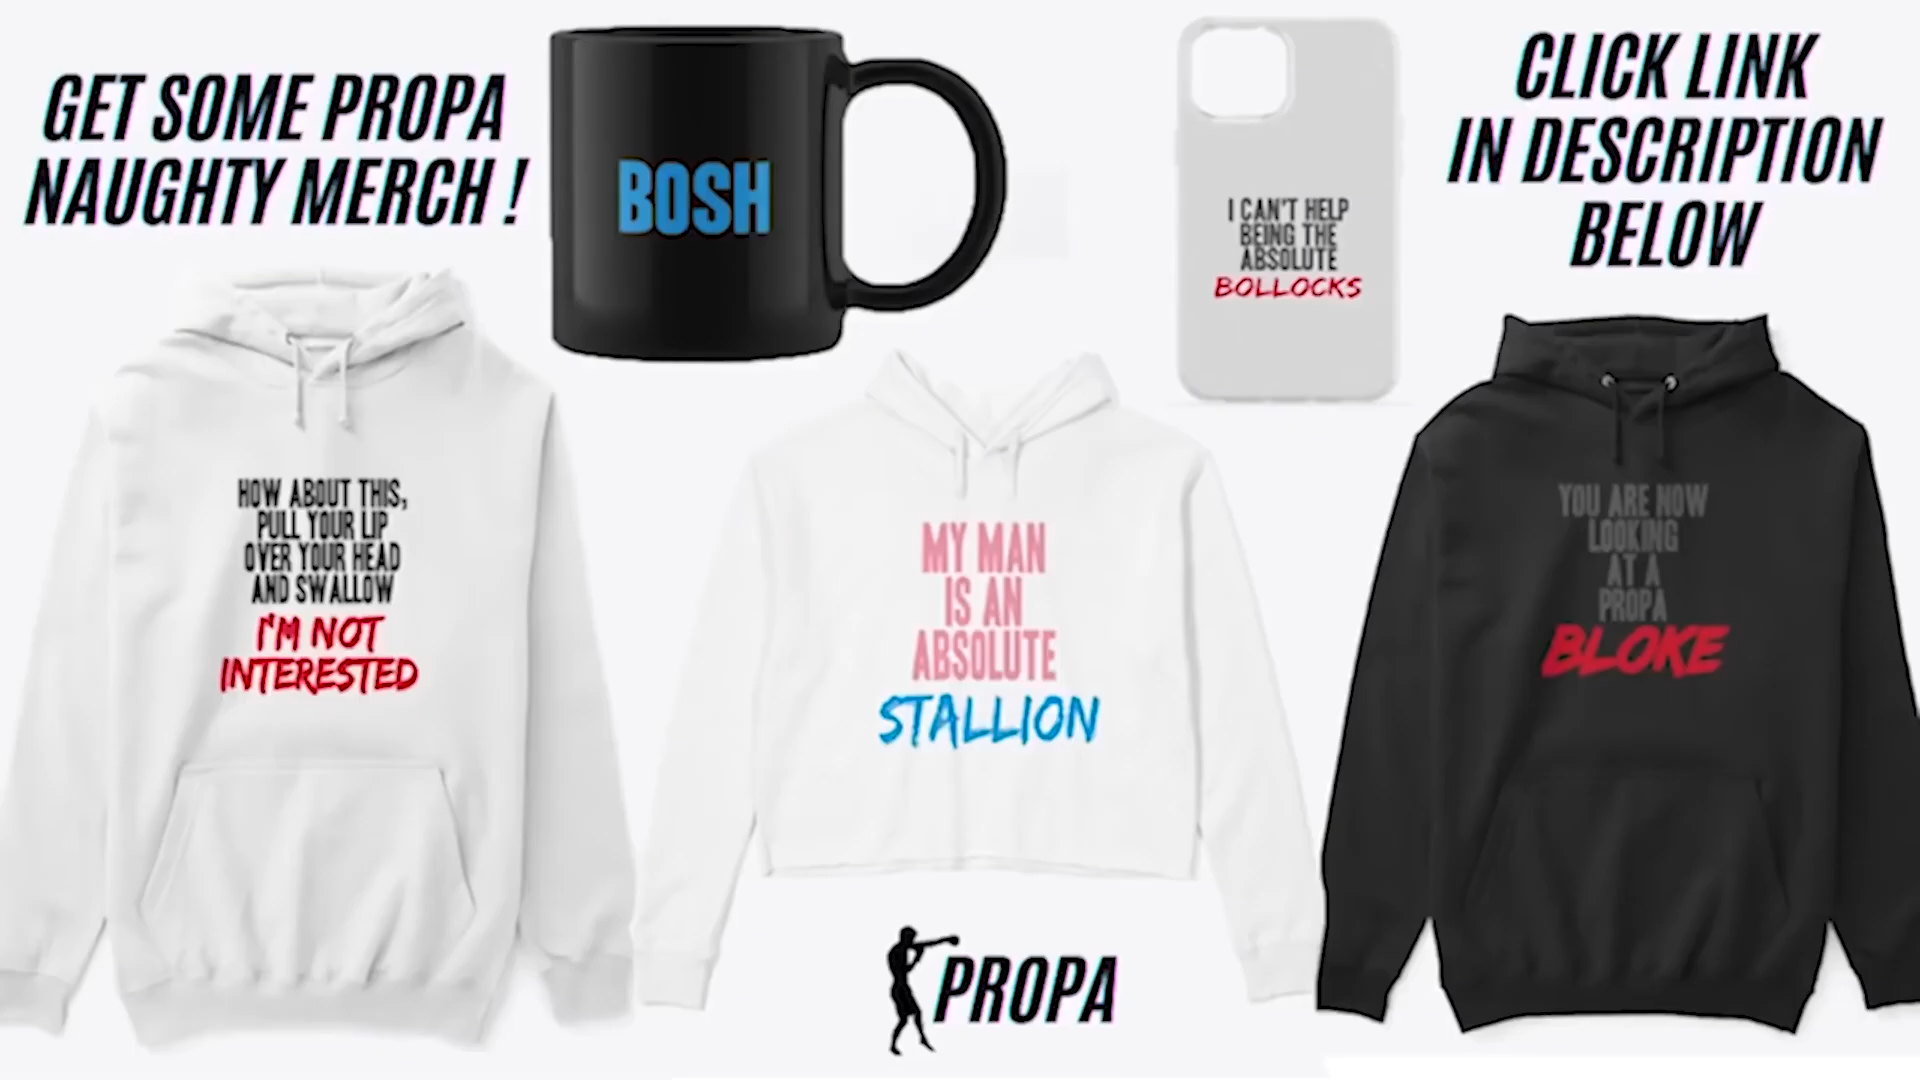 GET SOME PROPA
NAUGHTY MERCH !
BOSH
I CAN'T HELP
BEING THE
ABSOLUTE
BOLLOCKS
CLICK LINK
IN DESCRIPTION
BELOW
HOW ABOUT THIS,
PULL YOUR LIP
OVER YOUR HEAD
AND SWALLOW
I'M NOT
INTERESTED
MY MAN
IS AN
ABSOLUTE
STALLION
YOU ARE NOW
LOOKING
AT A
PROPA
BLOKE
PROPA